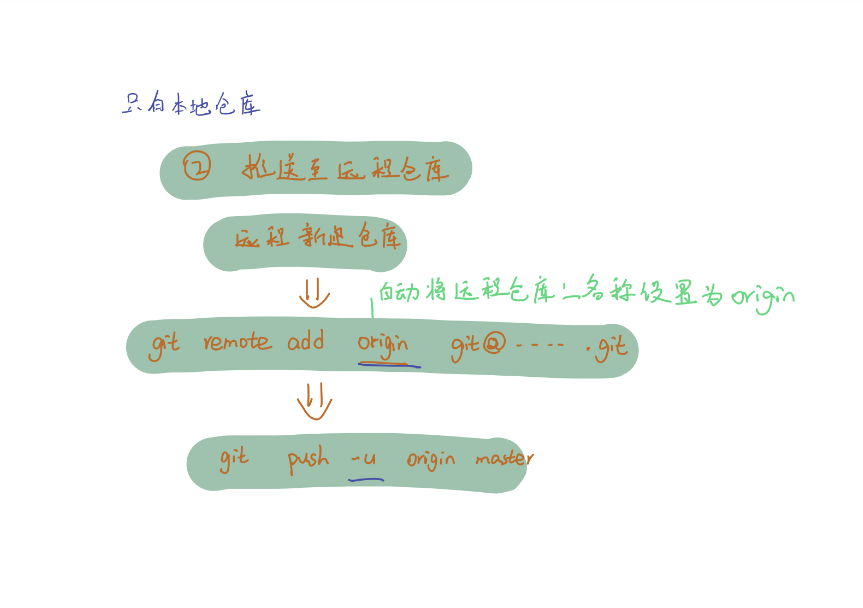 只有本地仓库
② 推送至远程仓库
远程新建仓库
自动将远程仓库之名称设置为origin
git remote add origin git@----.git
git push -u origin master